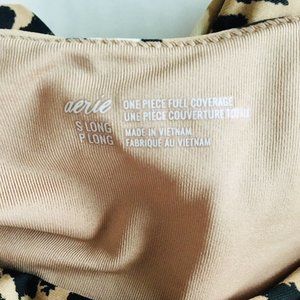 aerie
S LONG
P LONG
ONE PIECE FULL COVERAGE
UNE PIÈCE COUVERTURE TOTALE
MADE IN VIETNAM
FABRIQUÉ AU VIETNAM